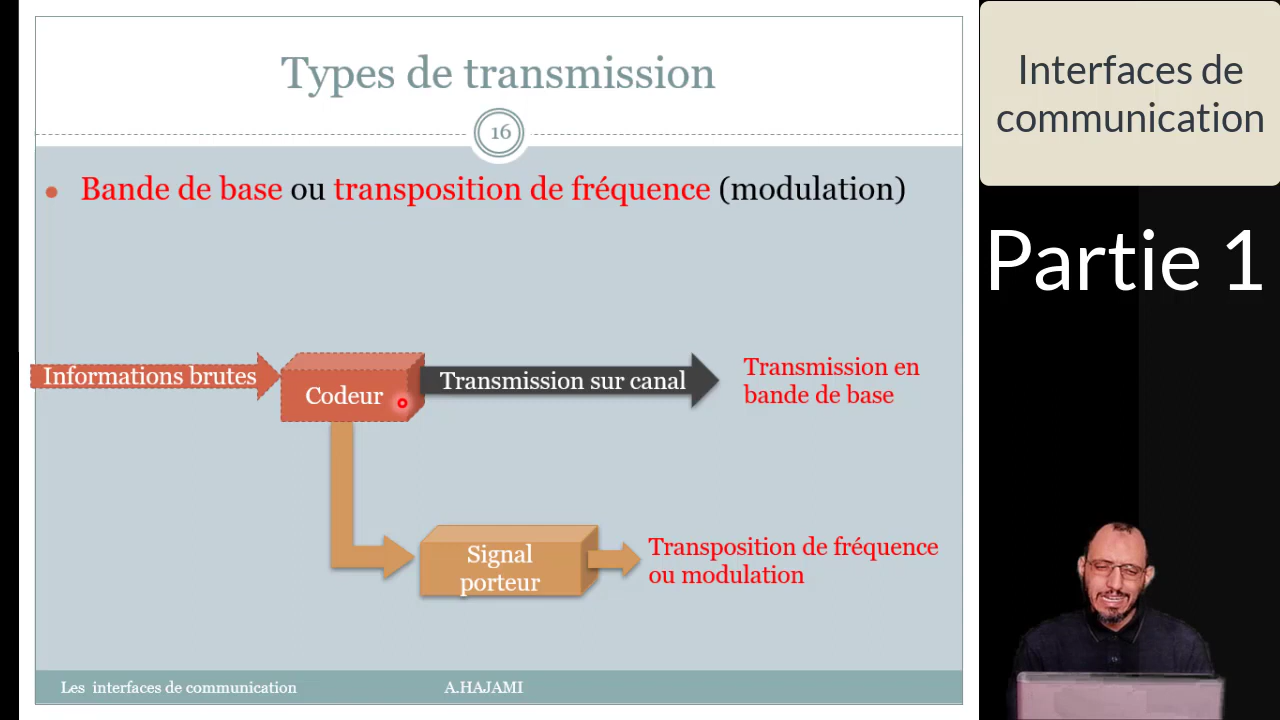 Types de transmission
16
Bande de base ou transposition de fréquence (modulation)
Informations brutes
Codeur
Transmission sur canal
Transmission en
bande de base
Signal
porteur
Transposition de fréquence
ou modulation
Les interfaces de communication
A.HAJAMI
Interfaces de
communication
Partie 1